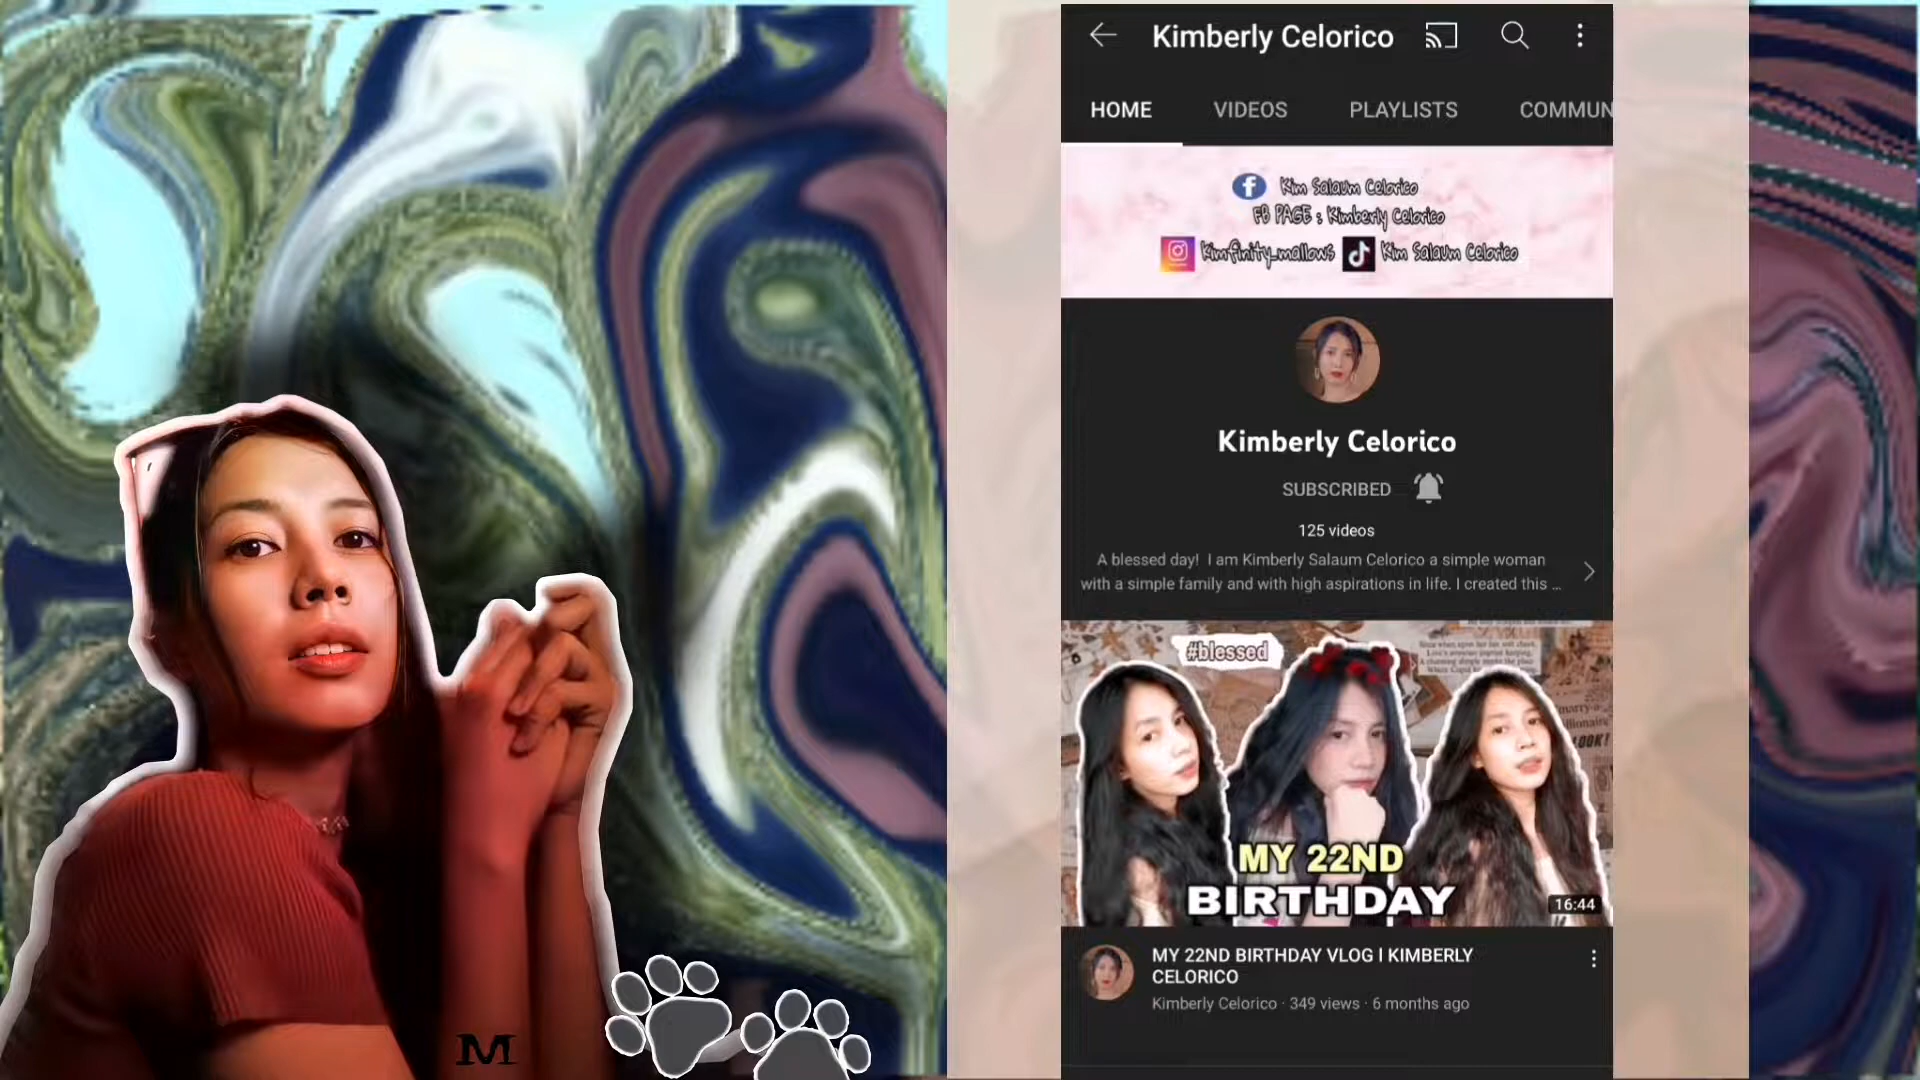 Kimberly Celorico
HOME VIDEOS PLAYLISTS COMMUN
Kim Salaum Celorico
FB PAGE : Kimberly Celorico
Kimfinity_mallows Kim Salaum Celorico
Kimberly Celorico
SUBSCRIBED
125 videos
A blessed day! I am Kimberly Salaum Celorico a simple woman
with a simple family and with high aspirations in life. I created this ...
#blessed
LOOK!
MY 22ND
BIRTHDAY
16:44
MY 22ND BIRTHDAY VLOG l KIMBERLY
CELORICO
Kimberly Celorico · 349 views · 6 months ago
M